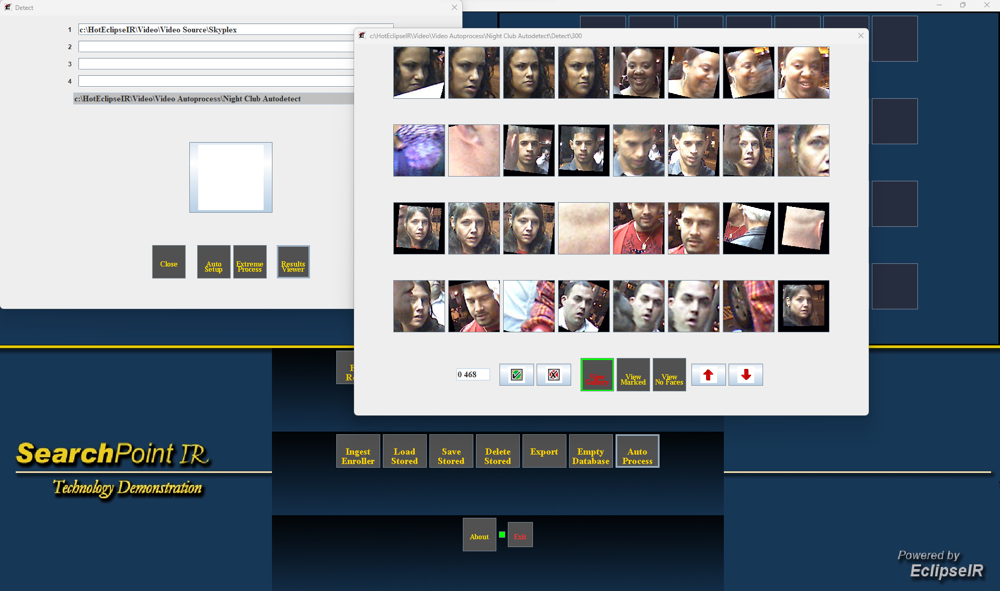 Detect
1 c:\HotEclipseIR\Video\Video Source\Skyplex
2
3
4
c:\HotEclipseIR\Video\Video Autoprocess\Night Club Autodetect
Close
Auto
Setup
Extreme
Process
Results
Viewer
c:\HotEclipseIR\Video\Video Autoprocess\Night Club Autodetect\Detect\300
0 468
View
Gallery
View
Marked
View
No Faces
Ingest
Enroller
Load
Stored
Save
Stored
Delete
Stored
Export
Empty
Database
Auto
Process
About
Exit
SearchPoint IR
Technology Demonstration
Powered by
EclipseIR